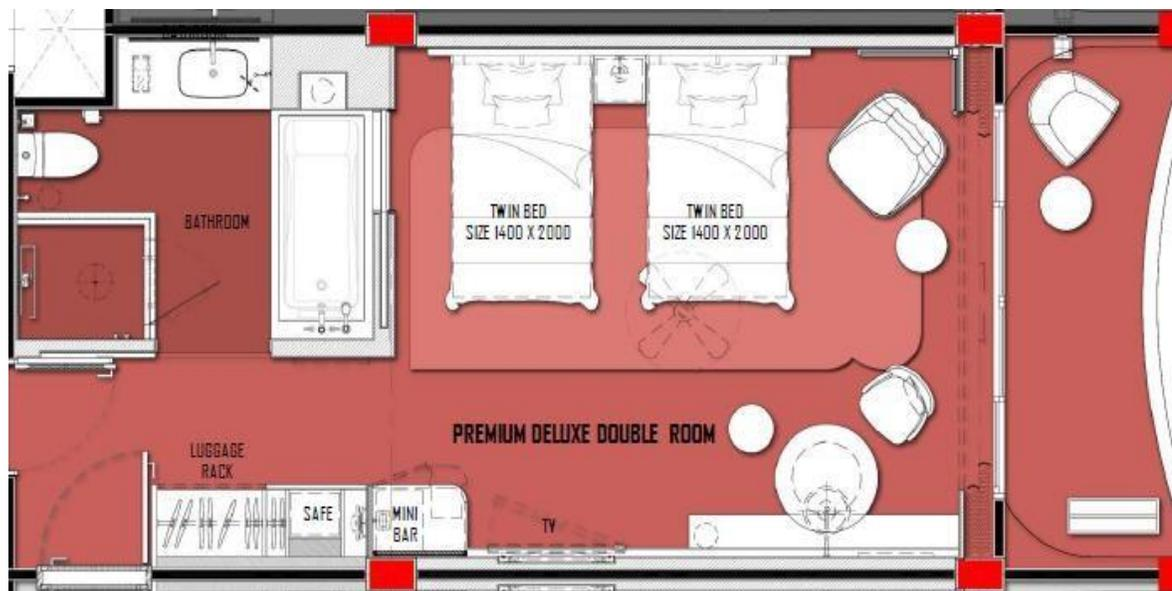 BATHROOM
TWIN BED
SIZE 1400 X 2000
TWIN BED
SIZE 1400 X 2000
PREMIUM DELUXE DOUBLE ROOM
LUGGAGE
RACK
SAFE
MINI
BAR
TV